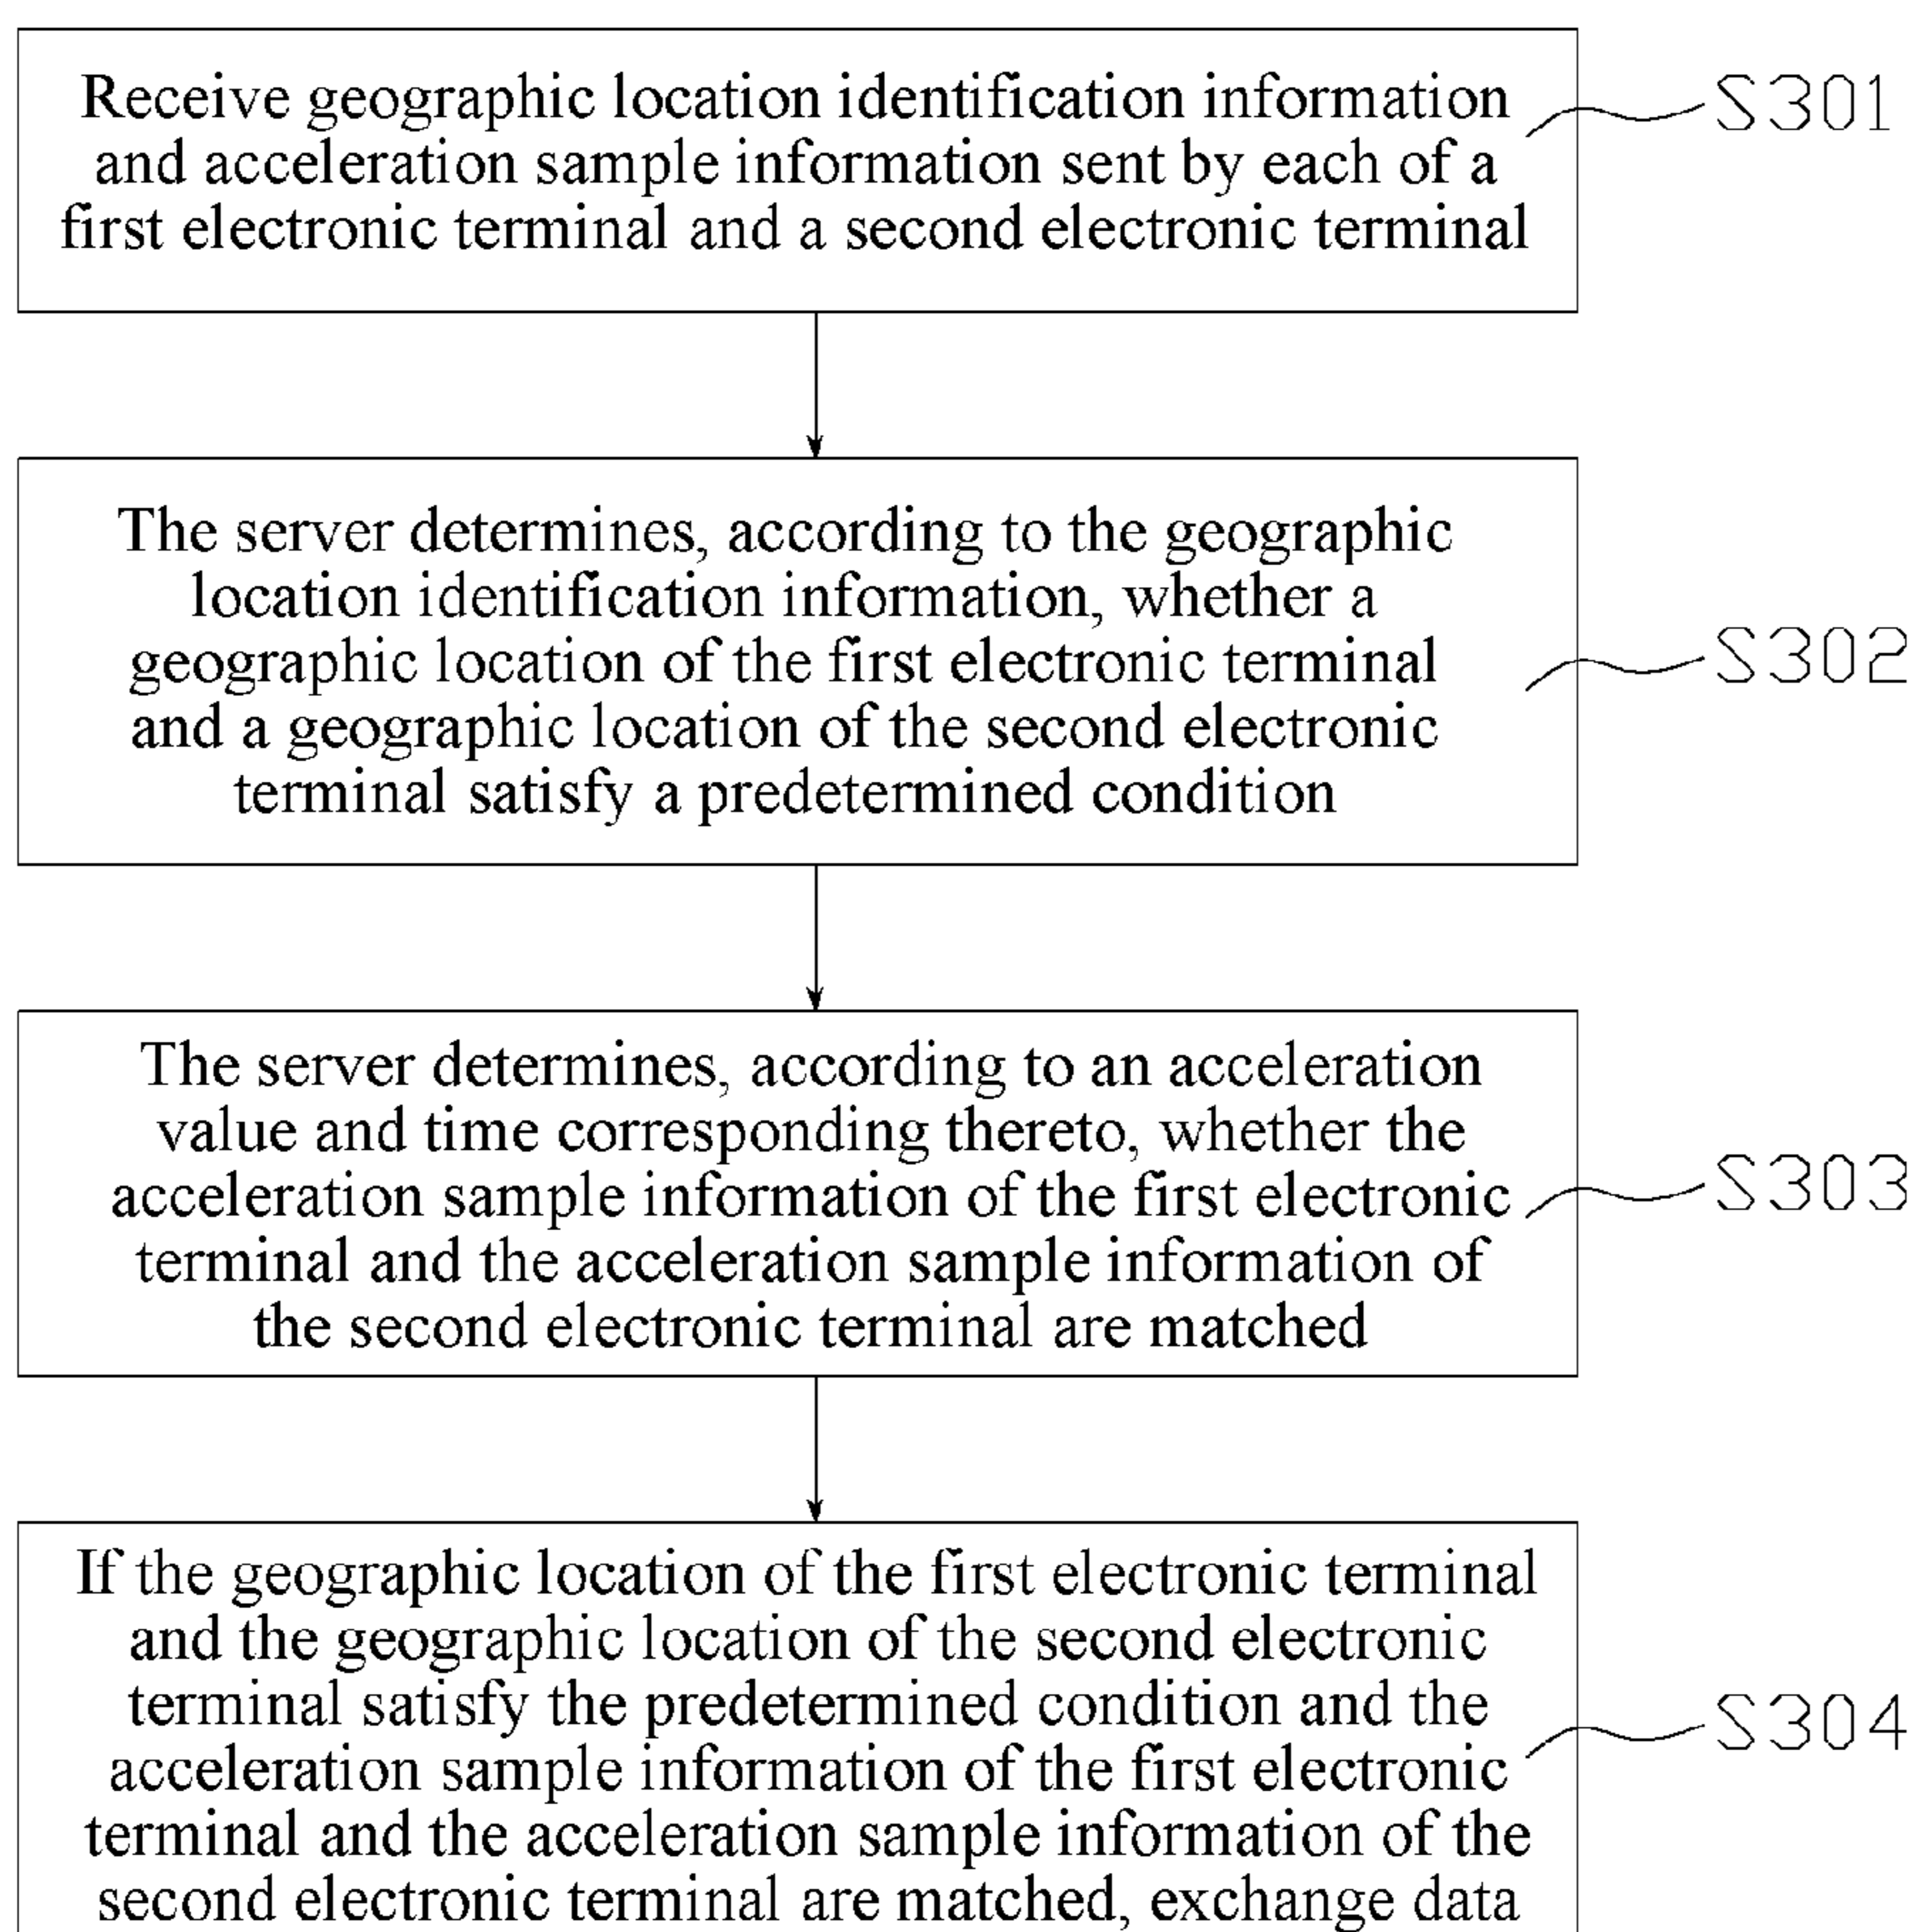 Receive geographic location identification information
and acceleration sample information sent by each of a
first electronic terminal and a second electronic terminal
S301
The server determines, according to the geographic
location identification information, whether a
geographic location of the first electronic terminal
and a geographic location of the second electronic
terminal satisfy a predetermined condition
S302
The server determines, according to an acceleration
value and time corresponding thereto, whether the
acceleration sample information of the first electronic
terminal and the acceleration sample information of
the second electronic terminal are matched
S303
If the geographic location of the first electronic terminal
and the geographic location of the second electronic
terminal satisfy the predetermined condition and the
acceleration sample information of the first electronic
terminal and the acceleration sample information of the
second electronic terminal are matched, exchange data
S304